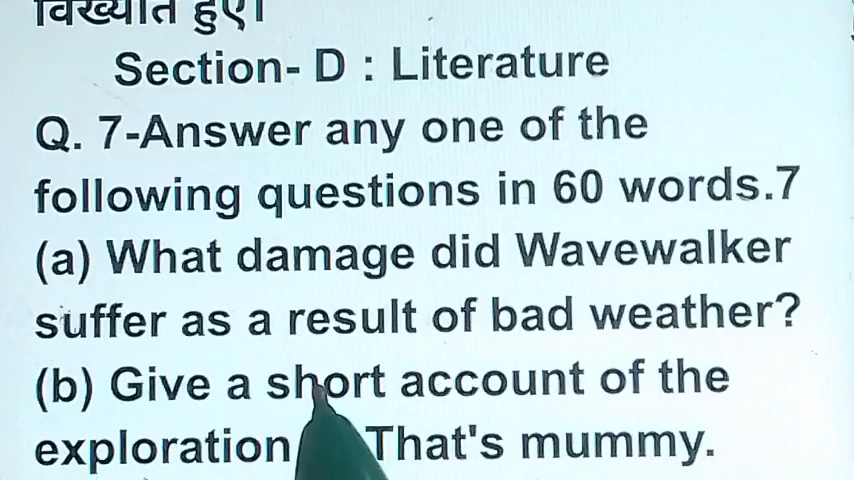 विख्यात हुए।
Section- D : Literature
Q. 7-Answer any one of the
following questions in 60 words.7
(a) What damage did Wavewalker
suffer as a result of bad weather?
(b) Give a short account of the
exploration That's mummy.